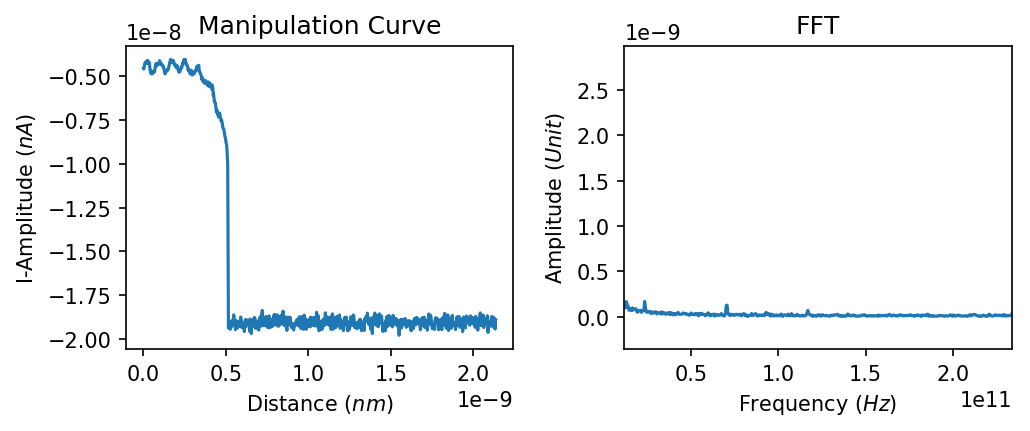 Manipulation Curve
1e−8
−0.50
−0.75
−1.00
−1.25
−1.50
−1.75
−2.00
I-Amplitude (nA)
0.0 0.5 1.0 1.5 2.0
1e−9
Distance (nm)
FFT
1e−9
2.5
2.0
1.5
1.0
0.5
0.0
Amplitude (Unit)
0.5 1.0 1.5 2.0
1e11
Frequency (Hz)